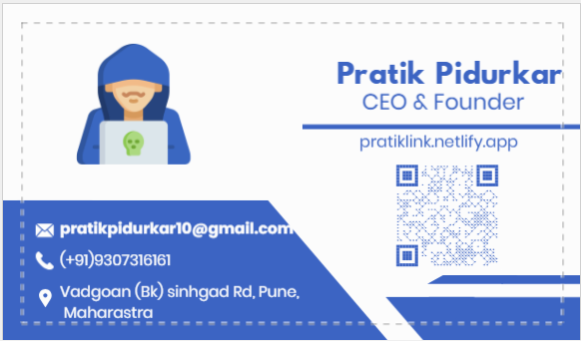 Pratik Pidurkar
CEO & Founder
pratiklink.netlify.app
pratikpidurkar10@gmail.com
(+91)9307316161
Vadgoan (Bk) sinhgad Rd, Pune,
Maharastra